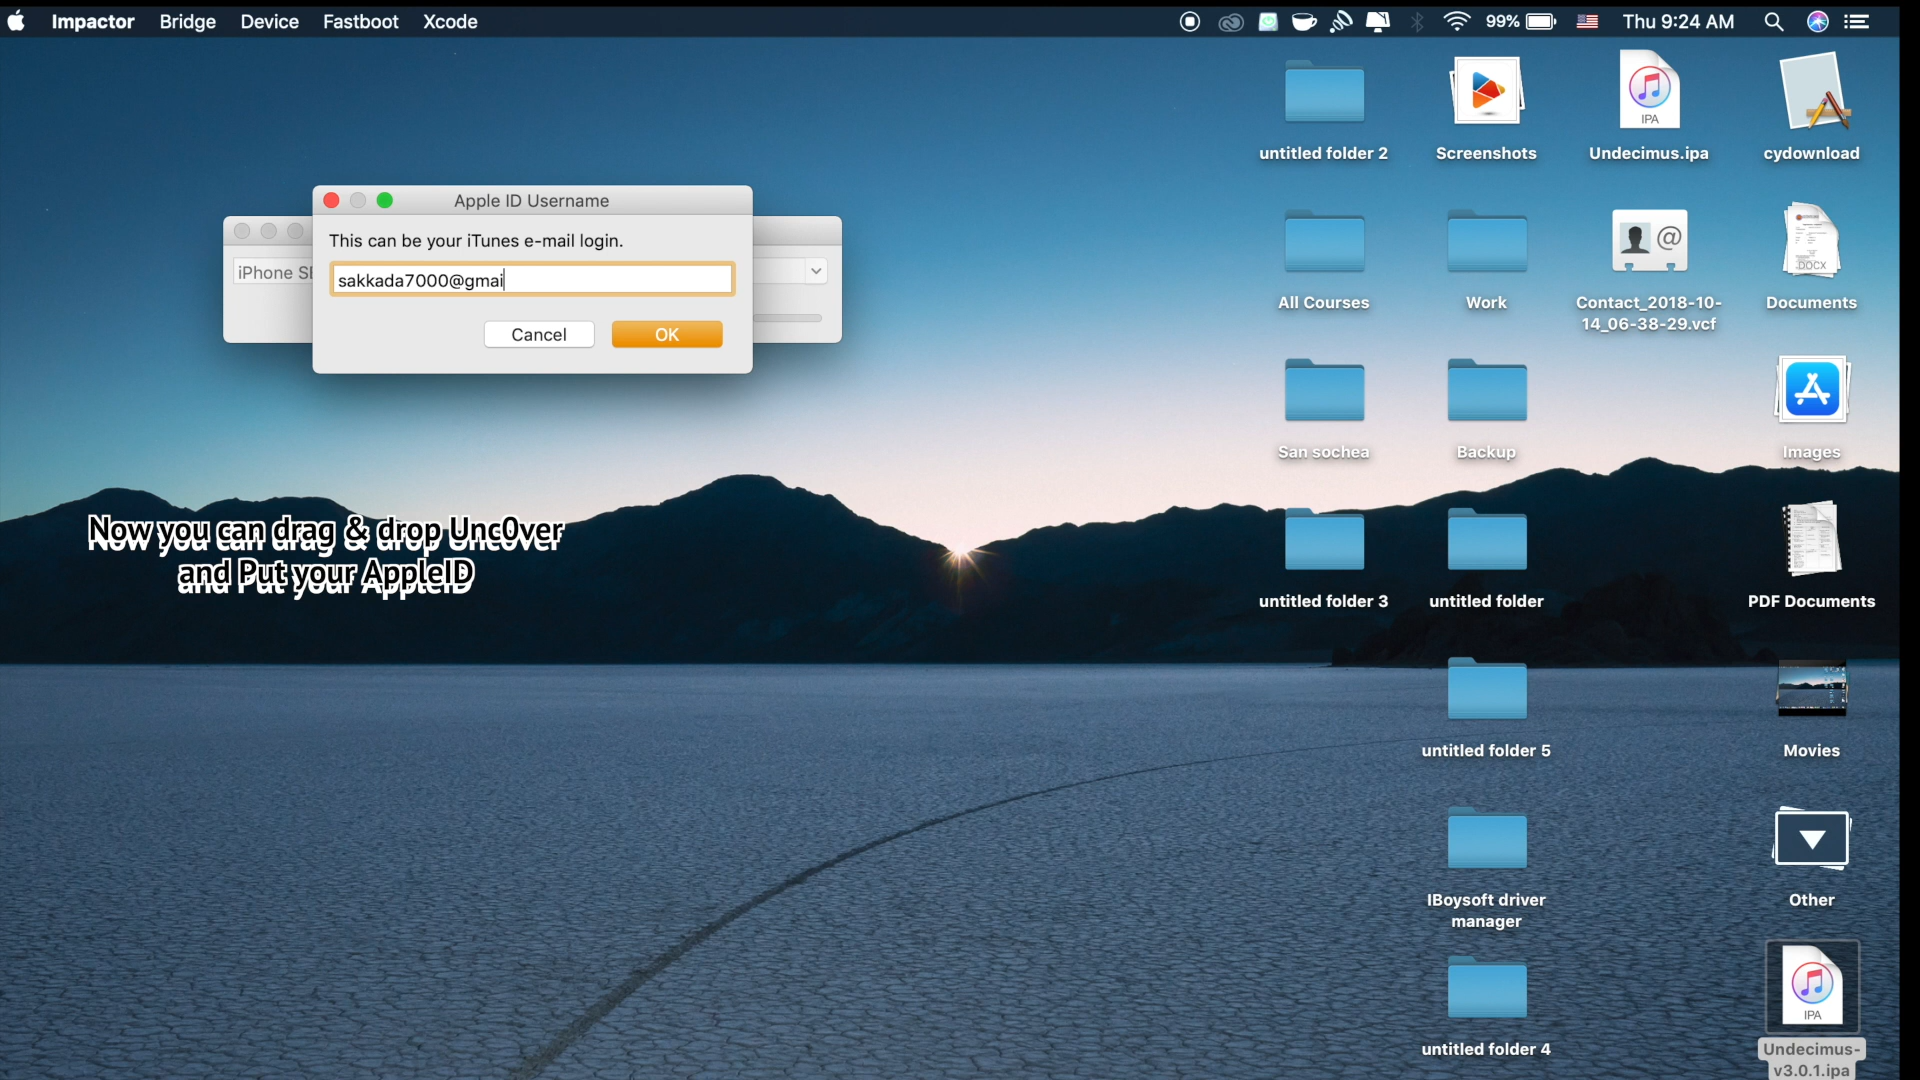 Impactor Bridge Device Fastboot Xcode
99% Thu 9:24 AM
Apple ID Username
This can be your iTunes e-mail login.
sakkada7000@gmai
Cancel OK
Now you can drag & drop Unc0ver
and Put your AppleID
untitled folder 2
Screenshots
IPA
Undecimus.ipa
cydownload
All Courses
Work
Contact_2018-10-
14_06-38-29.vcf
DOCX
Documents
San sochea
Backup
Images
untitled folder 3
untitled folder
PDF Documents
untitled folder 5
Movies
IBoysoft driver
manager
Other
untitled folder 4
IPA
Undecimus-
v3.0.1.ipa